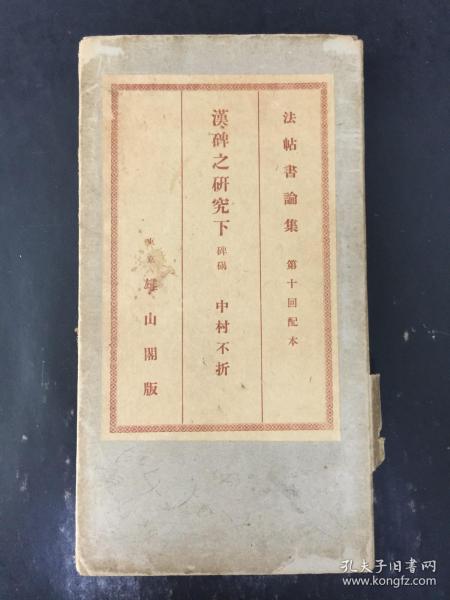 法帖書論集 第十回配本
漢碑之研究下 碑碣 中村不折
東京 雄山閣版
孔夫子旧书网
www.kongfz.com